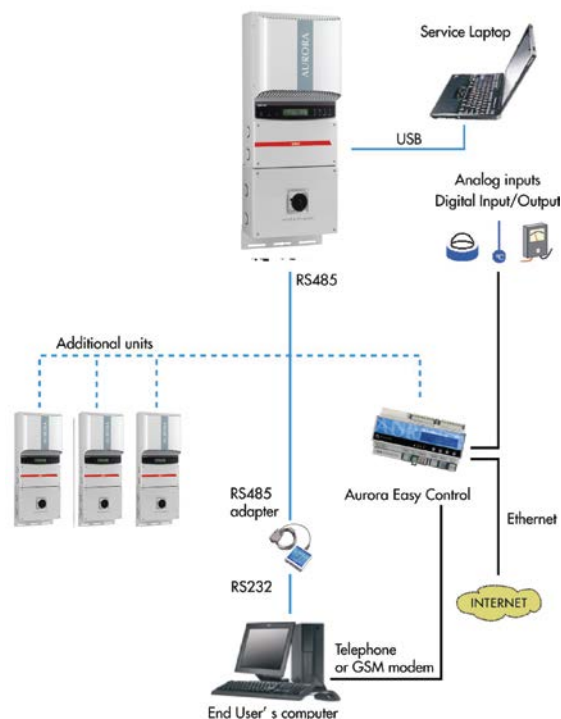 AURORA
Service Laptop
USB
Analog inputs
Digital Input/Output
°C
RS485
Additional units
RS485
adapter
Aurora Easy Control
Ethernet
RS232
INTERNET
Telephone
or GSM modem
End User' s computer